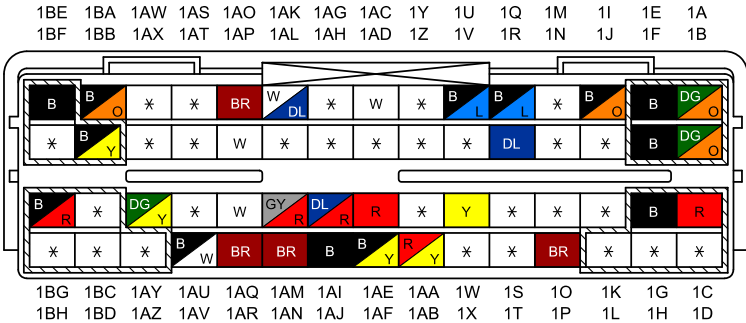 1BE 1BA 1AW 1AS 1AO 1AK 1AG 1AC 1Y 1U 1Q 1M 1I 1E 1A
1BF 1BB 1AX 1AT 1AP 1AL 1AH 1AD 1Z 1V 1R 1N 1J 1F 1B
B B O * * BR W DL * W * B L B L * B O B DG O
* B Y * * * W * * * * DL * * B DG O
B R * DG Y * W GY R DL R R * Y * * * B R
* * * B W BR BR B B Y R Y * * BR * * *
1BG 1BC 1AY 1AU 1AQ 1AM 1AI 1AE 1AA 1W 1S 1O 1K 1G 1C
1BH 1BD 1AZ 1AV 1AR 1AN 1AJ 1AF 1AB 1X 1T 1P 1L 1H 1D